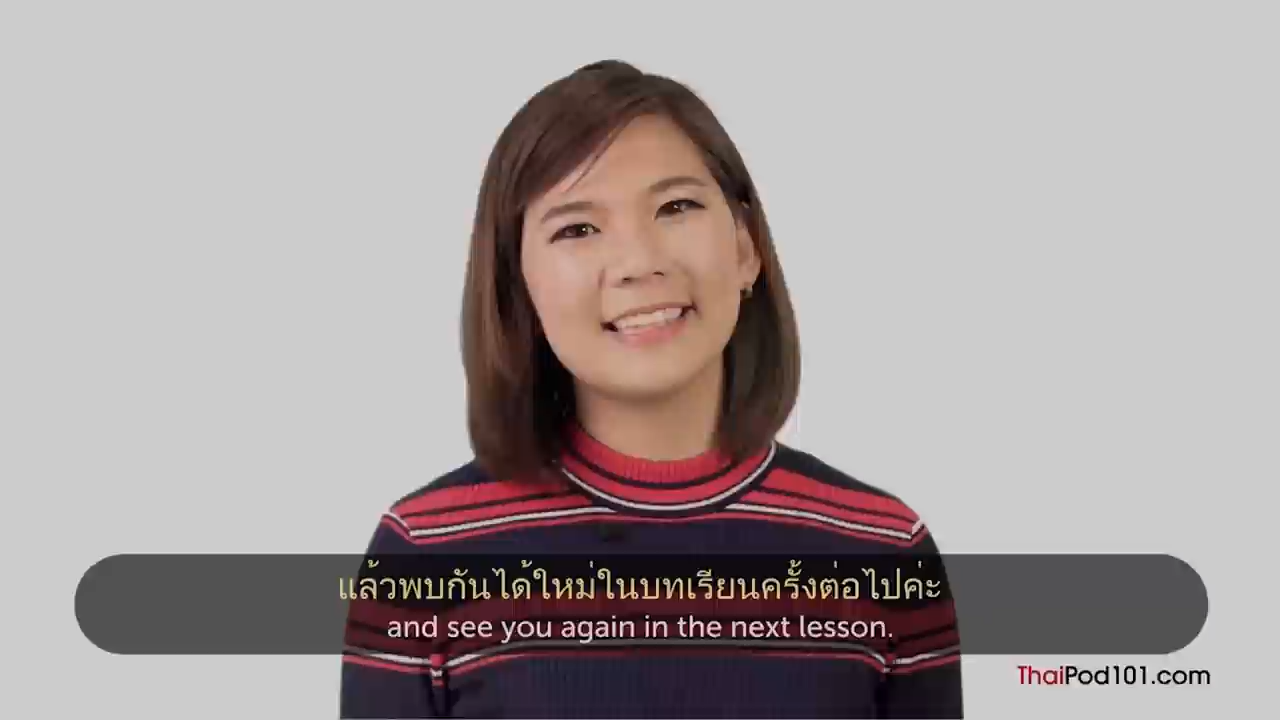 แล้วพบกันได้ใหม่ในบทเรียนครั้งต่อไปค่ะ
and see you again in the next lesson.
ThaiPod101.com